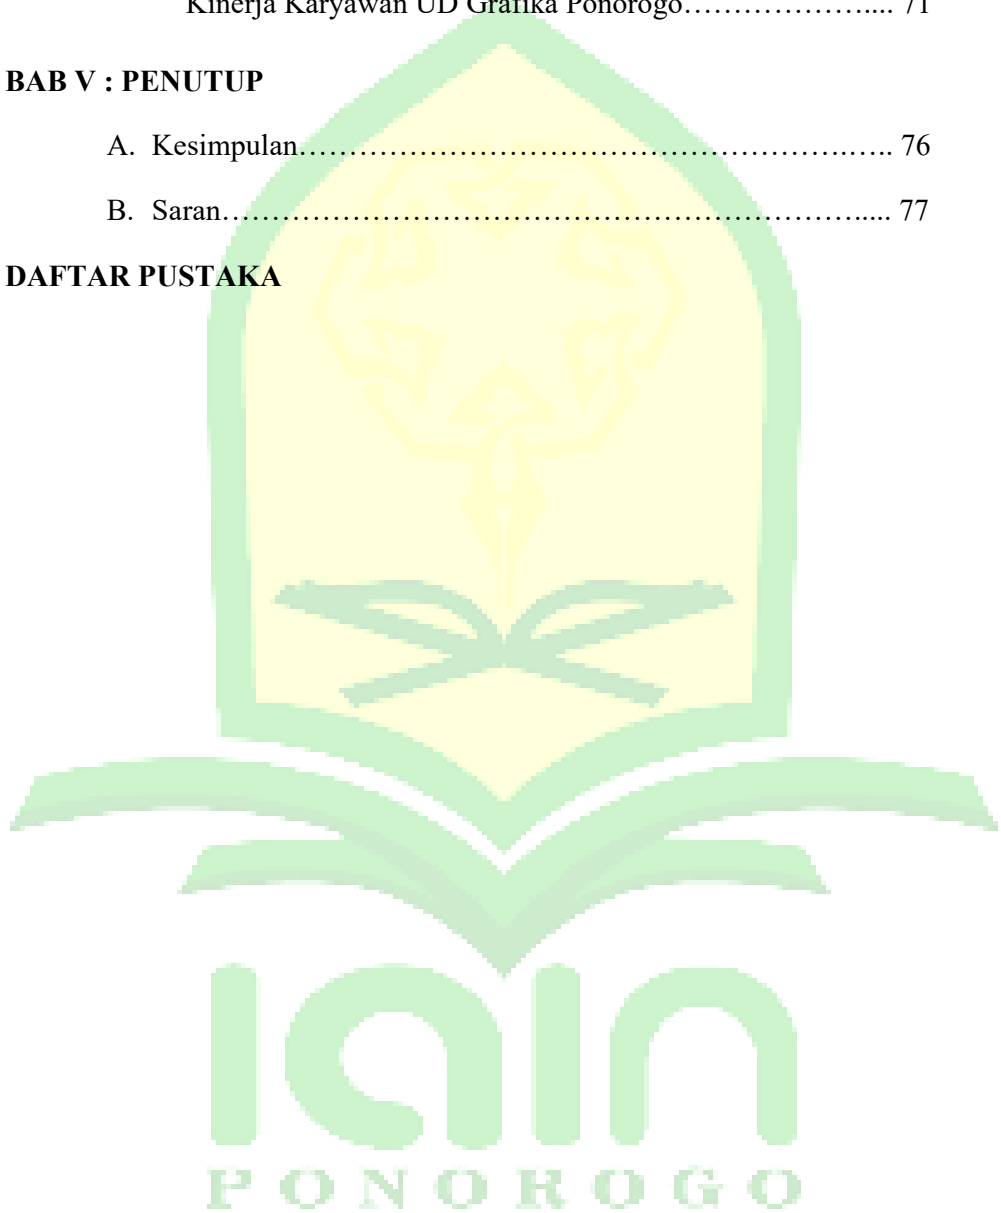 Kinerja Karyawan UD Grafika Ponorogo………………….... 71
BAB V : PENUTUP
A. Kesimpulan……………………………………………….….. 76
B. Saran………………………………………………………..... 77
DAFTAR PUSTAKA
iain
PONOROGO